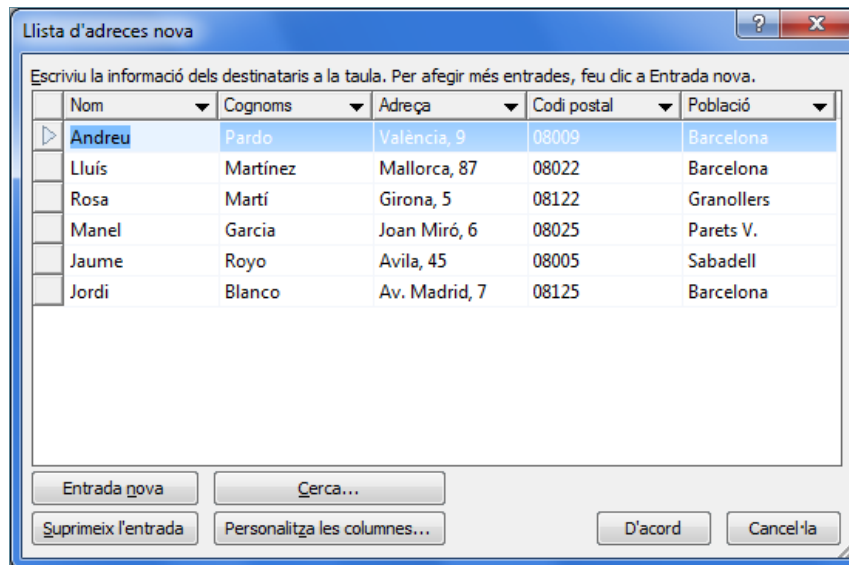 Llista d'adreces nova
Escriviu la informació dels destinataris a la taula. Per afegir més entrades, feu clic a Entrada nova.
Nom Cognoms Adreça Codi postal Població
Andreu Pardo València, 9 08009 Barcelona
Lluís Martínez Mallorca, 87 08022 Barcelona
Rosa Martí Girona, 5 08122 Granollers
Manel Garcia Joan Miró, 6 08025 Parets V.
Jaume Royo Avila, 45 08005 Sabadell
Jordi Blanco Av. Madrid, 7 08125 Barcelona
Entrada nova Cerca...
Suprimeix l'entrada Personalitza les columnes... D'acord Cancel·la